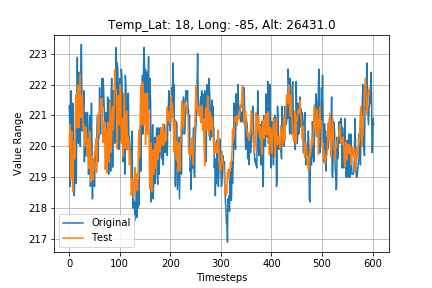 Temp_Lat: 18, Long: -85, Alt: 26431.0
Value Range
223
222
221
220
219
218
217
Original
Test
0 100 200 300 400 500 600
Timesteps